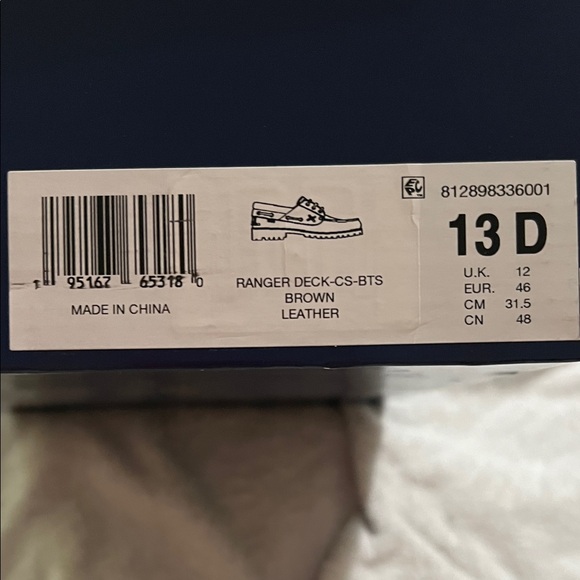 1 95167 65318 0
MADE IN CHINA
RANGER DECK-CS-BTS
BROWN
LEATHER
812898336001
13 D
U.K. 12
EUR. 46
CM 31.5
CN 48